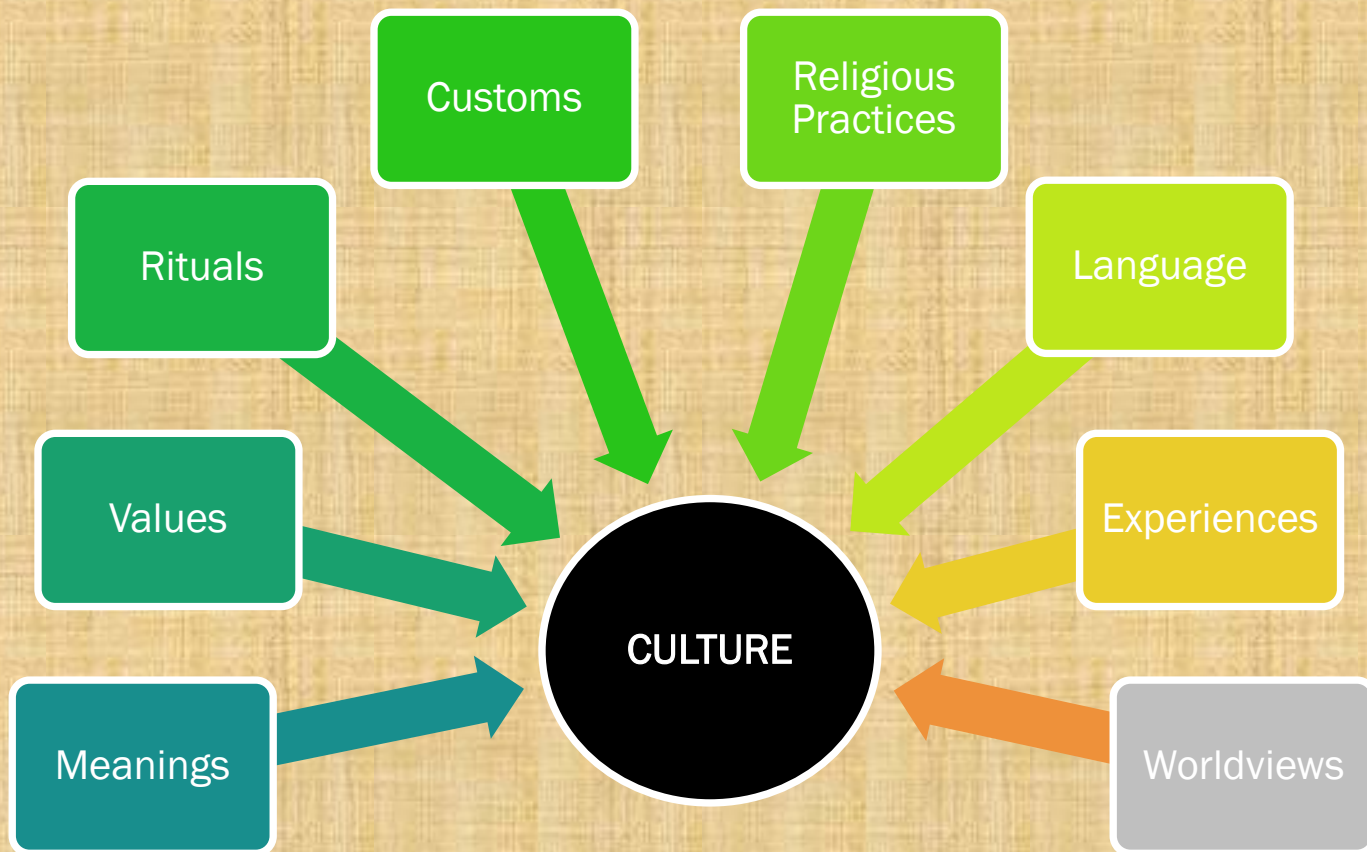 Customs
Religious
Practices
Rituals
Language
Values
Experiences
CULTURE
Meanings
Worldviews